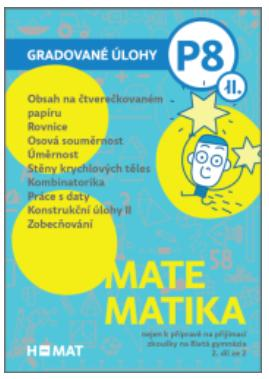 GRADOVANÉ ÚLOHY
P8
II.
Obsah na čtverečkovaném
papíru
Rovnice
Osová souměrnost
Úměrnost
Stěny krychlových těles
Kombinatorika
Práce s daty
Konstrukční úlohy II
Zobecňování
58
MATE
MATIKA
nejen k přípravě na přijímací
zkoušky na 8letá gymnázia
2. díl ze 2
H MAT